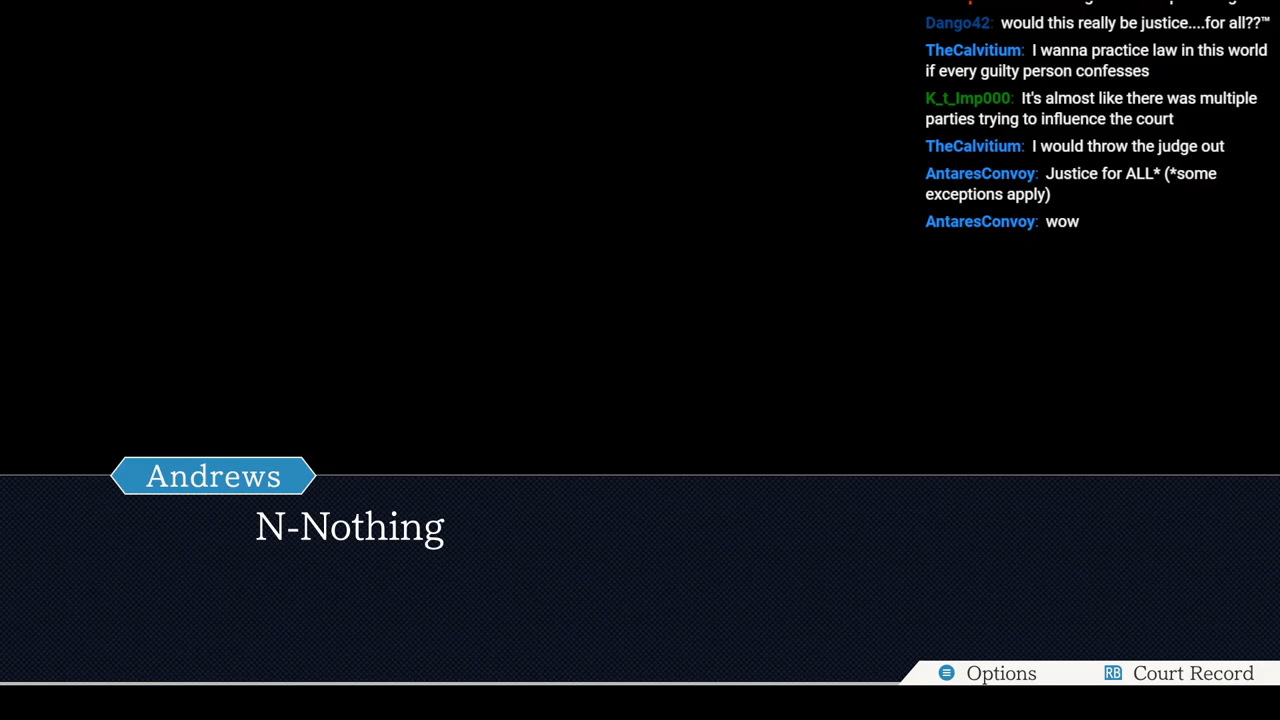 Dango42: would this really be justice....for all??™
TheCalvitium: I wanna practice law in this world
if every guilty person confesses
K_t_Imp000: It's almost like there was multiple
parties trying to influence the court
TheCalvitium: I would throw the judge out
AntaresConvoy: Justice for ALL* (*some
exceptions apply)
AntaresConvoy: wow
Andrews
N-Nothing
Options
RB Court Record